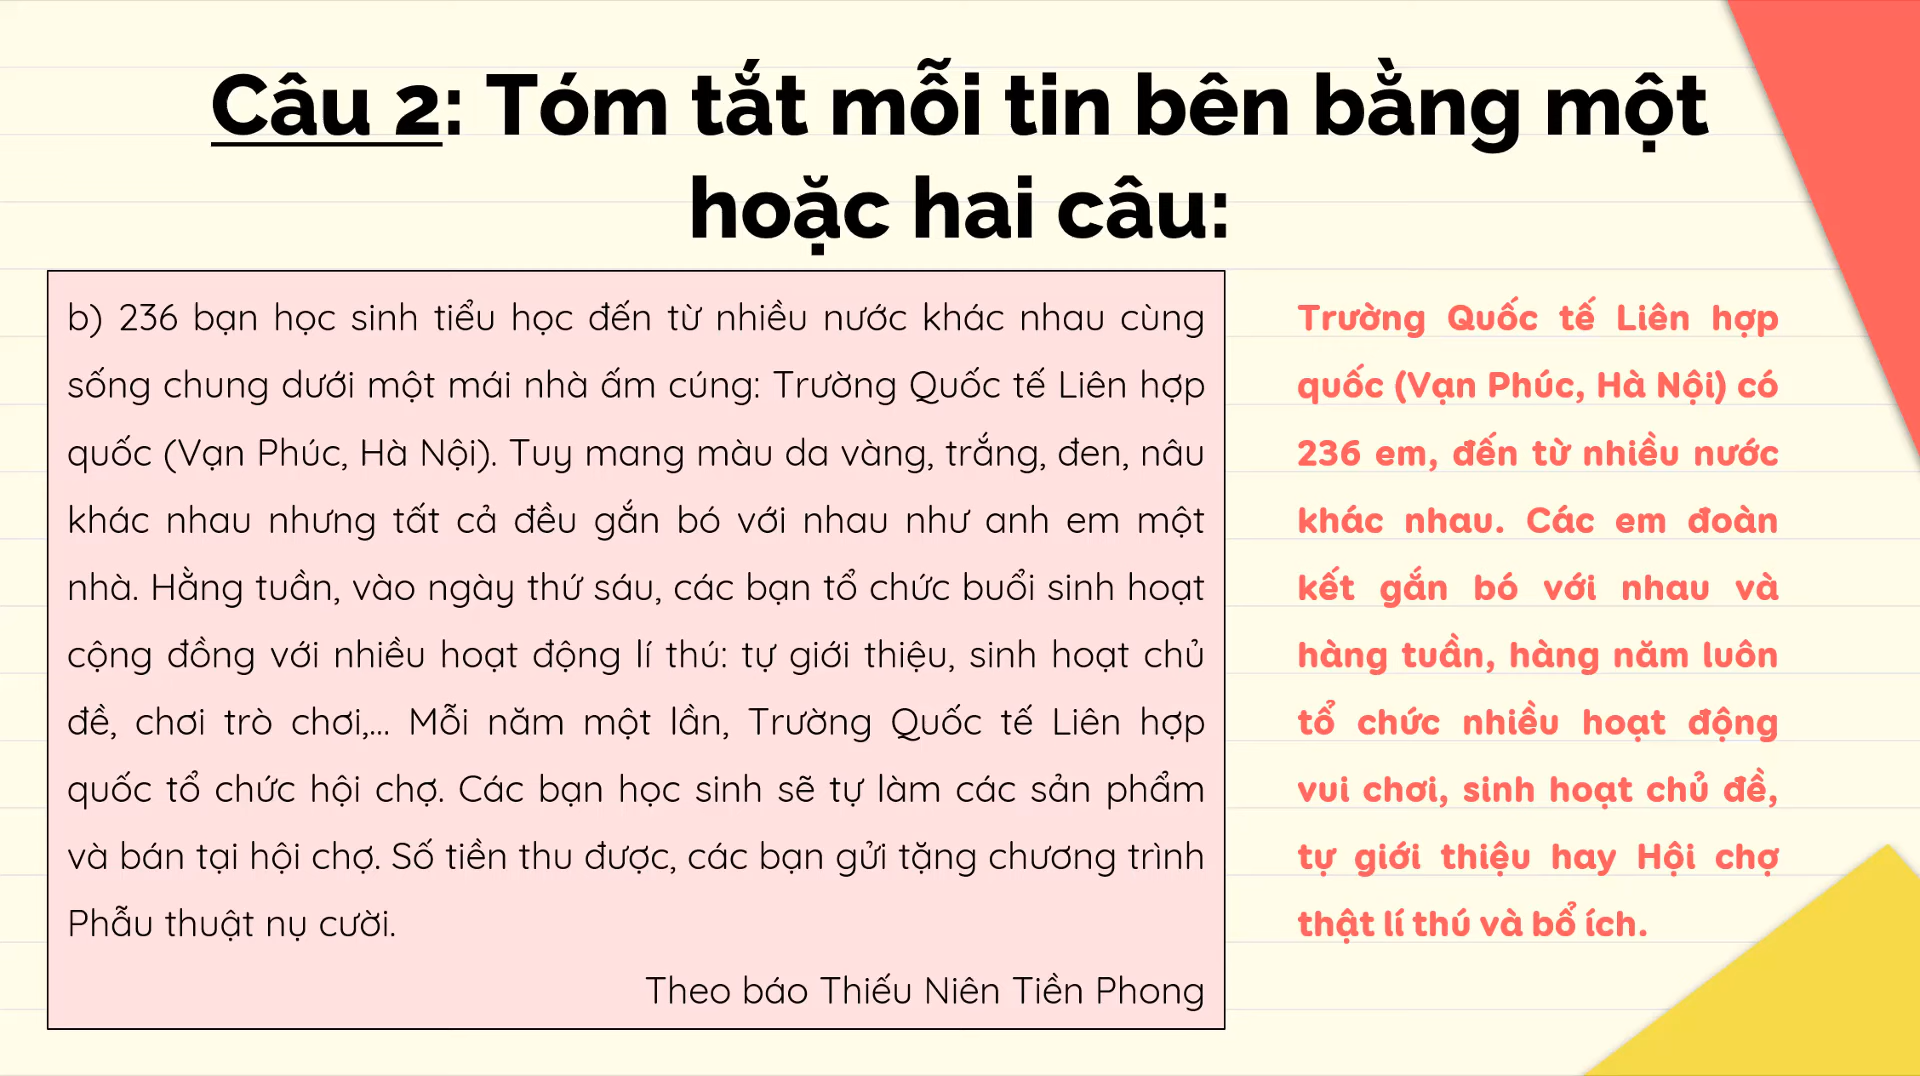 Câu 2: Tóm tắt mỗi tin bên bằng một
hoặc hai câu:
b) 236 bạn học sinh tiểu học đến từ nhiều nước khác nhau cùng
sống chung dưới một mái nhà ấm cúng: Trường Quốc tế Liên hợp
quốc (Vạn Phúc, Hà Nội). Tuy mang màu da vàng, trắng, đen, nâu
khác nhau nhưng tất cả đều gắn bó với nhau như anh em một
nhà. Hằng tuần, vào ngày thứ sáu, các bạn tổ chức buổi sinh hoạt
cộng đồng với nhiều hoạt động lí thú: tự giới thiệu, sinh hoạt chủ
đề, chơi trò chơi,... Mỗi năm một lần, Trường Quốc tế Liên hợp
quốc tổ chức hội chợ. Các bạn học sinh sẽ tự làm các sản phẩm
và bán tại hội chợ. Số tiền thu được, các bạn gửi tặng chương trình
Phẫu thuật nụ cười.
Theo báo Thiếu Niên Tiền Phong
Trường Quốc tế Liên hợp
quốc (Vạn Phúc, Hà Nội) có
236 em, đến từ nhiều nước
khác nhau. Các em đoàn
kết gắn bó với nhau và
hàng tuần, hàng năm luôn
tổ chức nhiều hoạt động
vui chơi, sinh hoạt chủ đề,
tự giới thiệu hay Hội chợ
thật lí thú và bổ ích.